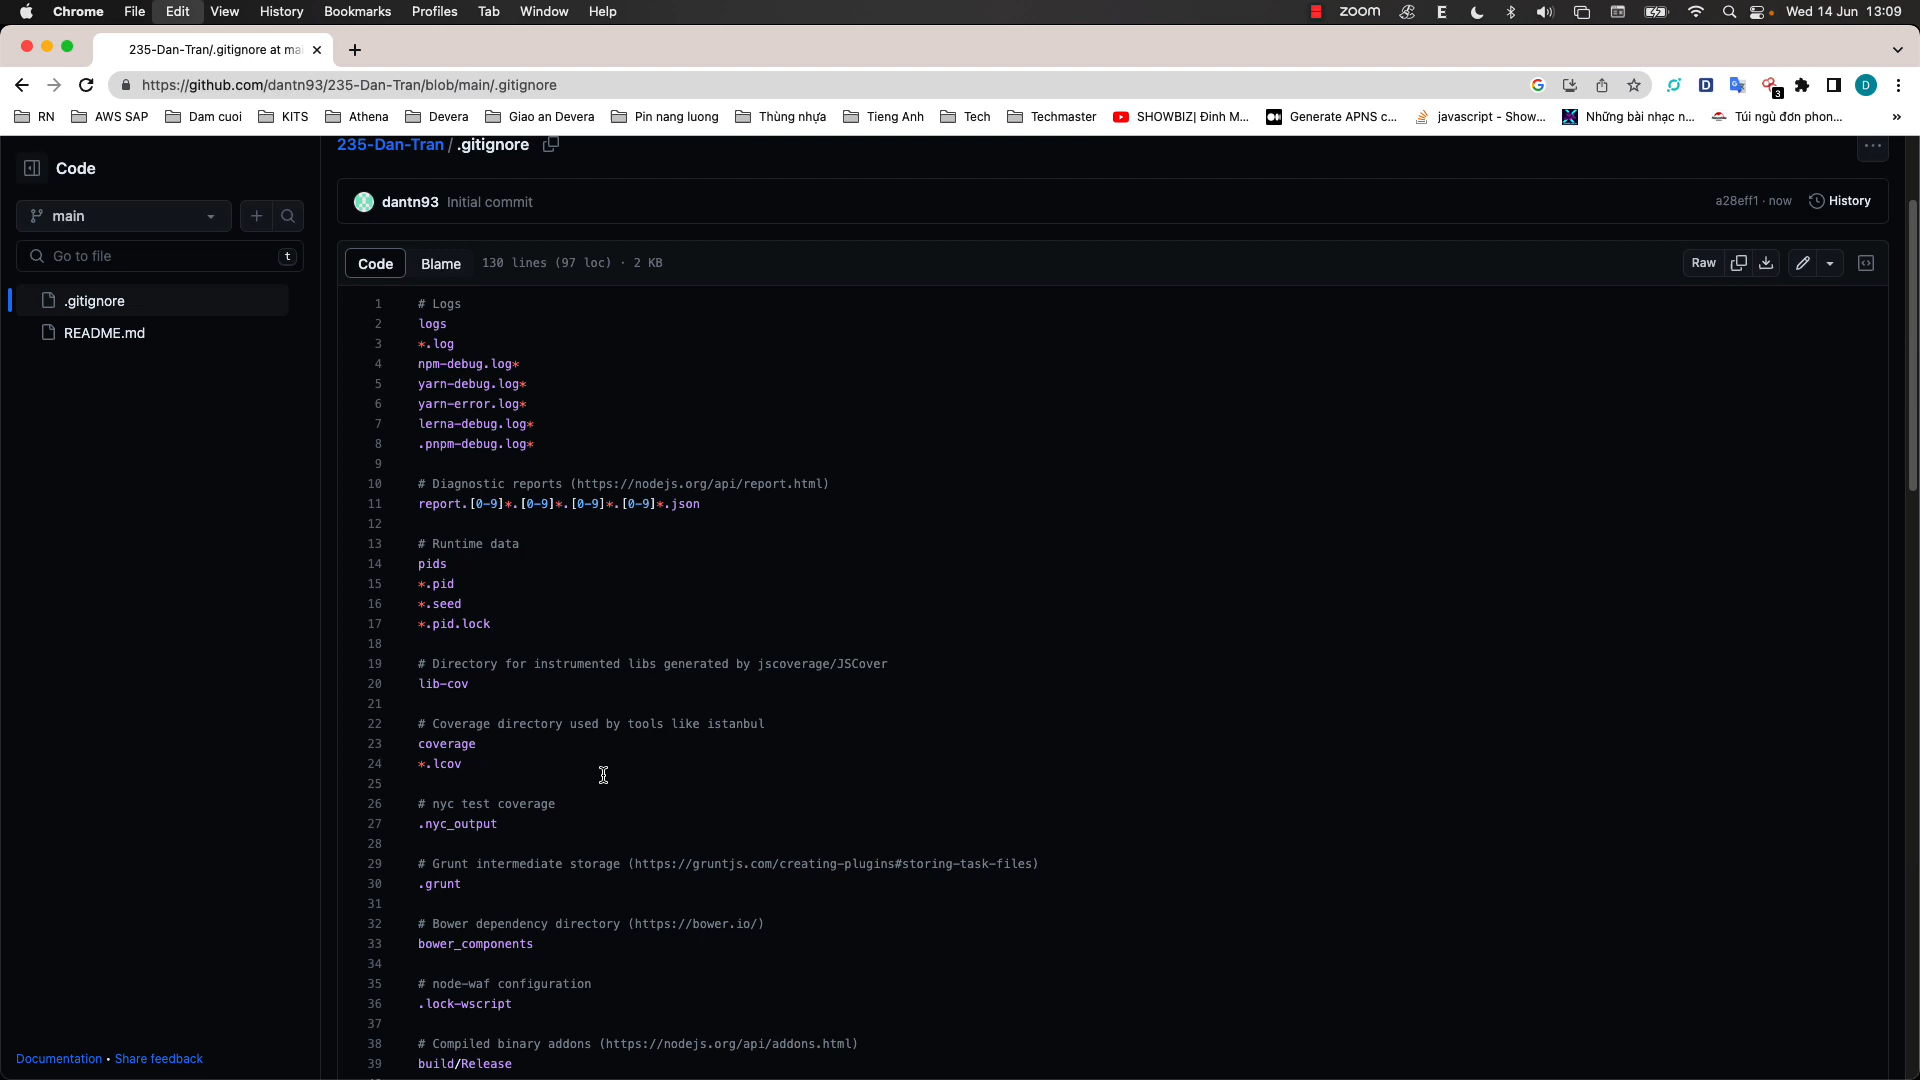 Chrome File Edit View History Bookmarks Profiles Tab Window Help zoom E Wed 14 Jun 13:09
235-Dan-Tran/.gitignore at mai
https://github.com/dantn93/235-Dan-Tran/blob/main/.gitignore G D 3 D
RN AWS SAP Dam cuoi KITS Athena Devera Giao an Devera Pin nang luong Thùng nhựa Tieng Anh Tech Techmaster SHOWBIZ| Đinh M... Generate APNS c... javascript - Show... Những bài nhạc n... Túi ngủ đơn phon... »
Code
main
Go to file t
.gitignore
README.md
Documentation • Share feedback
235-Dan-Tran / .gitignore
dantn93 Initial commit a28eff1 · now History
Code Blame 130 lines (97 loc) · 2 KB Raw
1 # Logs
2 logs
3 *.log
4 npm-debug.log*
5 yarn-debug.log*
6 yarn-error.log*
7 lerna-debug.log*
8 .pnpm-debug.log*
9
10 # Diagnostic reports (https://nodejs.org/api/report.html)
11 report.[0-9]*.[0-9]*.[0-9]*.[0-9]*.json
12
13 # Runtime data
14 pids
15 *.pid
16 *.seed
17 *.pid.lock
18
19 # Directory for instrumented libs generated by jscoverage/JSCover
20 lib-cov
21
22 # Coverage directory used by tools like istanbul
23 coverage
24 *.lcov
25
26 # nyc test coverage
27 .nyc_output
28
29 # Grunt intermediate storage (https://gruntjs.com/creating-plugins#storing-task-files)
30 .grunt
31
32 # Bower dependency directory (https://bower.io/)
33 bower_components
34
35 # node-waf configuration
36 .lock-wscript
37
38 # Compiled binary addons (https://nodejs.org/api/addons.html)
39 build/Release